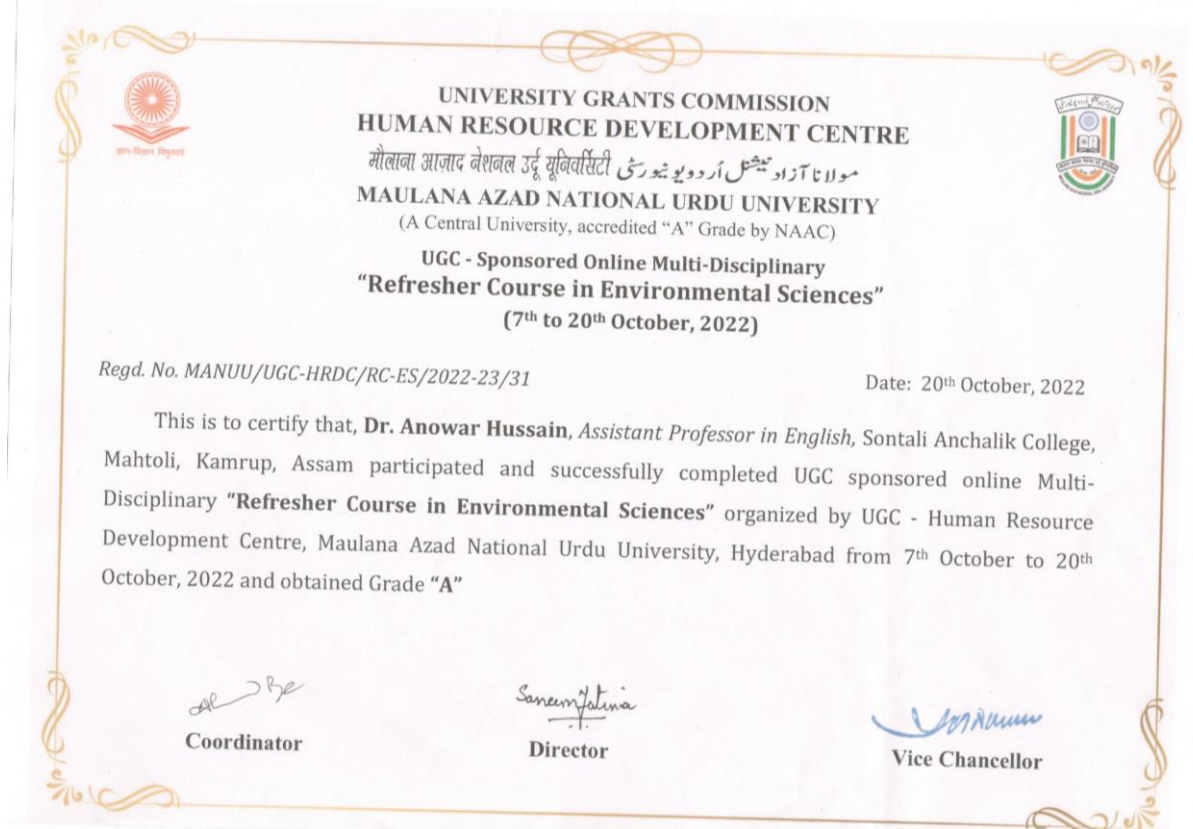 UNIVERSITY GRANTS COMMISSION
HUMAN RESOURCE DEVELOPMENT CENTRE
मौलाना आज़ाद नेशनल उर्दू यूनिवर्सिटी مولانا آزاد نیشنل اُردو یونیورسٹی
MAULANA AZAD NATIONAL URDU UNIVERSITY
(A Central University, accredited “A” Grade by NAAC)
ज्ञान-विज्ञान विमुक्तये
UGC - Sponsored Online Multi-Disciplinary
“Refresher Course in Environmental Sciences”
(7th to 20th October, 2022)
Regd. No. MANUU/UGC-HRDC/RC-ES/2022-23/31
Date: 20th October, 2022
This is to certify that, Dr. Anowar Hussain, Assistant Professor in English, Sontali Anchalik College,
Mahtoli, Kamrup, Assam participated and successfully completed UGC sponsored online Multi-
Disciplinary “Refresher Course in Environmental Sciences” organized by UGC - Human Resource
Development Centre, Maulana Azad National Urdu University, Hyderabad from 7th October to 20th
October, 2022 and obtained Grade “A”
Coordinator
Director
Vice Chancellor